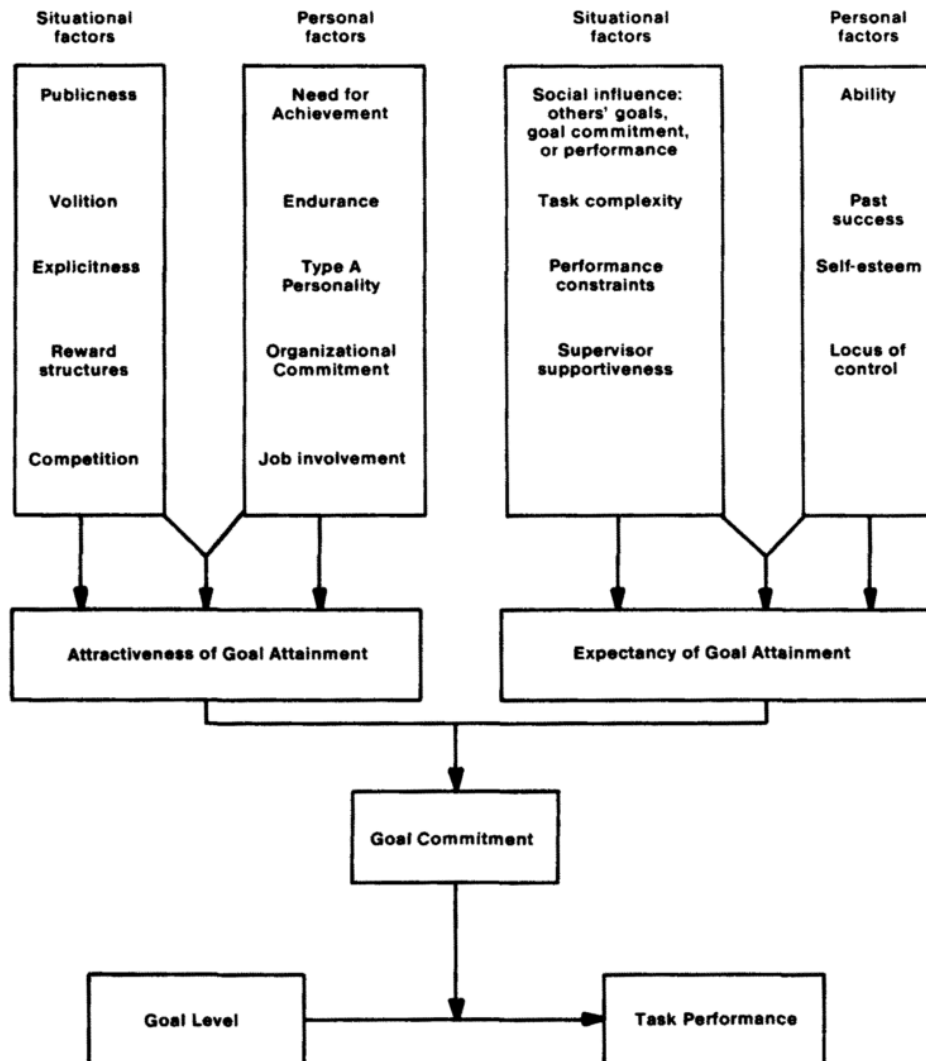 Situational
factors
Personal
factors
Situational
factors
Personal
factors
Publicness
Volition
Explicitness
Reward
structures
Competition
Need for
Achievement
Endurance
Type A
Personality
Organizational
Commitment
Job involvement
Social influence:
others' goals,
goal commitment,
or performance
Task complexity
Performance
constraints
Supervisor
supportiveness
Ability
Past
success
Self-esteem
Locus of
control
Attractiveness of Goal Attainment
Expectancy of Goal Attainment
Goal Commitment
Goal Level
Task Performance